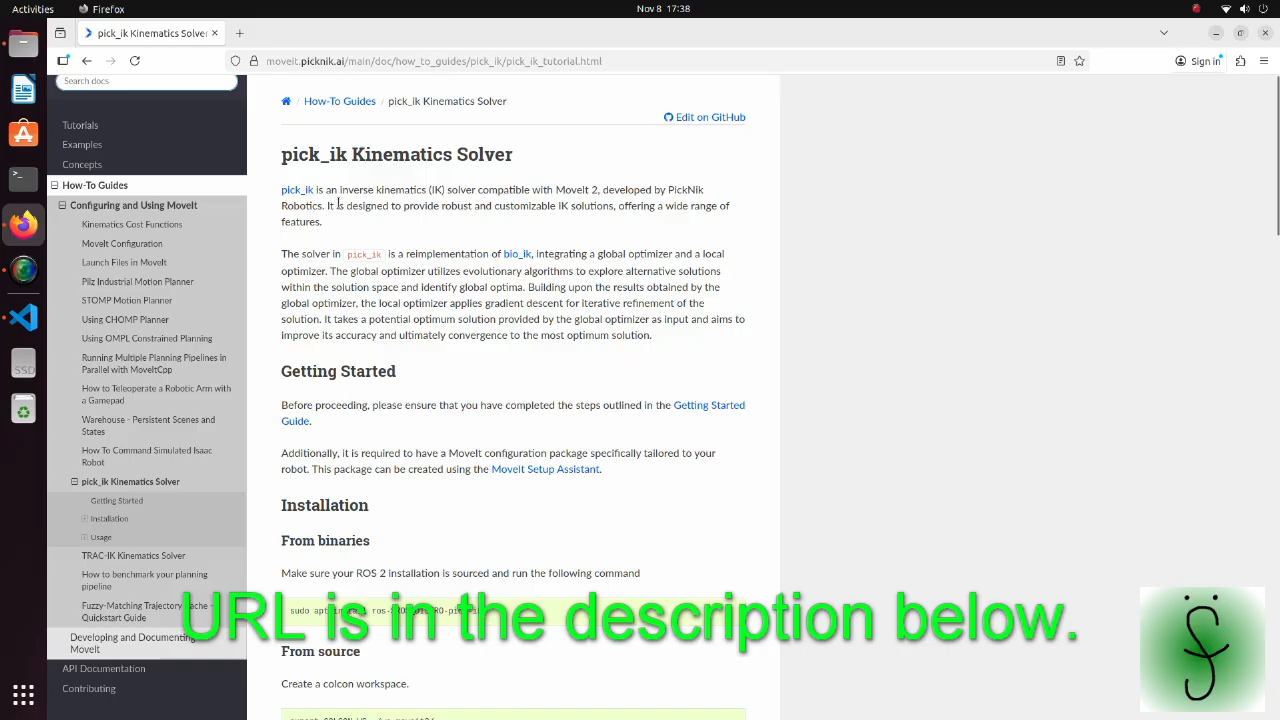 Activities
Firefox
Nov 8 17:38
pick_ik Kinematics Solver
moveit.picknik.ai/main/doc/how_to_guides/pick_ik/pick_ik_tutorial.html
Sign in
Search docs
Tutorials
Examples
Concepts
How-To Guides
Configuring and Using MoveIt
Kinematics Cost Functions
MoveIt Configuration
Launch Files in MoveIt
Pilz Industrial Motion Planner
STOMP Motion Planner
Using CHOMP Planner
Using OMPL Constrained Planning
Running Multiple Planning Pipelines in
Parallel with MoveItCpp
How to Teleoperate a Robotic Arm with
a Gamepad
Warehouse - Persistent Scenes and
States
How To Command Simulated Isaac
Robot
pick_ik Kinematics Solver
Getting Started
Installation
Usage
TRAC-IK Kinematics Solver
How to benchmark your planning
pipeline
Fuzzy-Matching Trajectory Cache
Quickstart Guide
Developing and Documenting
MoveIt
API Documentation
Contributing
SSD
How-To Guides / pick_ik Kinematics Solver
Edit on GitHub
pick_ik Kinematics Solver
pick_ik is an inverse kinematics (IK) solver compatible with MoveIt 2, developed by PickNik
Robotics. It is designed to provide robust and customizable IK solutions, offering a wide range of
features.
The solver in pick_ik is a reimplementation of bio_ik, integrating a global optimizer and a local
optimizer. The global optimizer utilizes evolutionary algorithms to explore alternative solutions
within the solution space and identify global optima. Building upon the results obtained by the
global optimizer, the local optimizer applies gradient descent for iterative refinement of the
solution. It takes a potential optimum solution provided by the global optimizer as input and aims to
improve its accuracy and ultimately convergence to the most optimum solution.
Getting Started
Before proceeding, please ensure that you have completed the steps outlined in the Getting Started
Guide.
Additionally, it is required to have a MoveIt configuration package specifically tailored to your
robot. This package can be created using the MoveIt Setup Assistant.
Installation
From binaries
Make sure your ROS 2 installation is sourced and run the following command
sudo apt
URL is in the description below.
From source
Create a colcon workspace.